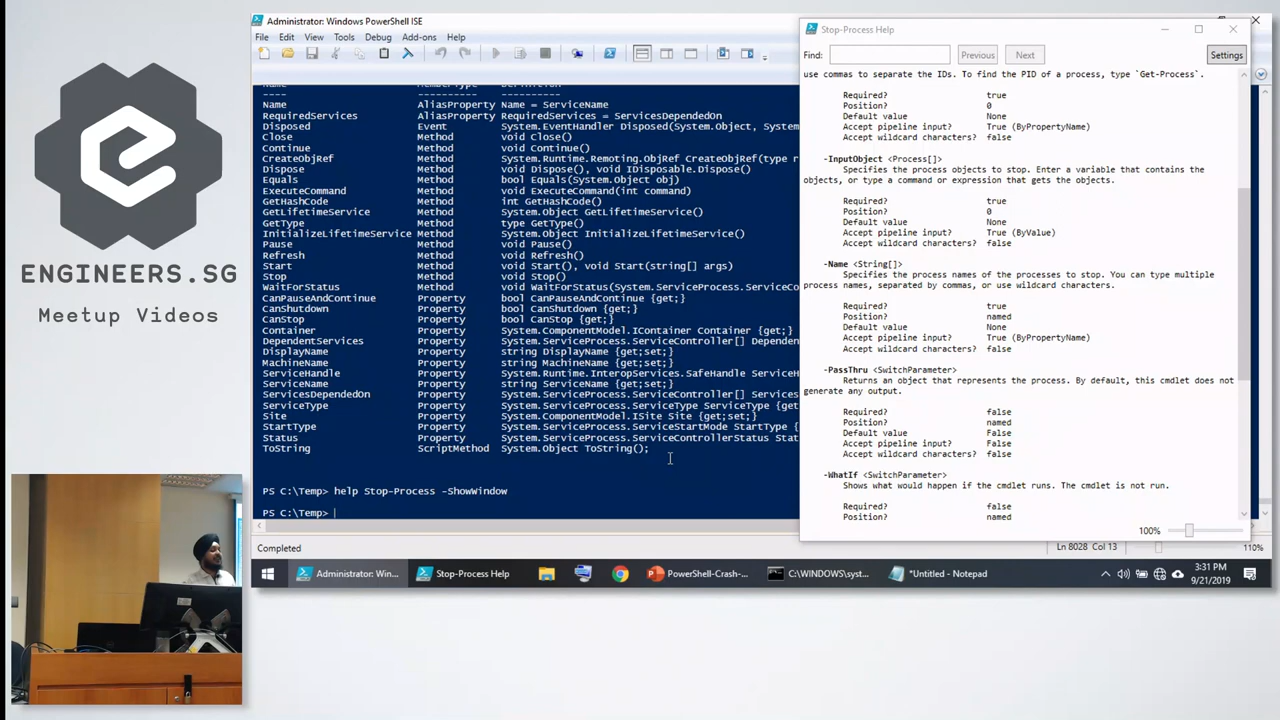 ENGINEERS.SG
Meetup Videos
Administrator: Windows PowerShell ISE
File Edit View Tools Debug Add-ons Help
Name MemberType Definition
---- ---------- ----------
Name AliasProperty Name = ServiceName
RequiredServices AliasProperty RequiredServices = ServicesDependedOn
Disposed Event System.EventHandler Disposed(System.Object, System
Close Method void Close()
Continue Method void Continue()
CreateObjRef Method System.Runtime.Remoting.ObjRef CreateObjRef(type r
Dispose Method void Dispose(), void IDisposable.Dispose()
Equals Method bool Equals(System.Object obj)
ExecuteCommand Method void ExecuteCommand(int command)
GetHashCode Method int GetHashCode()
GetLifetimeService Method System.Object GetLifetimeService()
GetType Method type GetType()
InitializeLifetimeService Method System.Object InitializeLifetimeService()
Pause Method void Pause()
Refresh Method void Refresh()
Start Method void Start(), void Start(string[] args)
Stop Method void Stop()
WaitForStatus Method void WaitForStatus(System.ServiceProcess.ServiceCo
CanPauseAndContinue Property bool CanPauseAndContinue {get;}
CanShutdown Property bool CanShutdown {get;}
CanStop Property bool CanStop {get;}
Container Property System.ComponentModel.IContainer Container {get;}
DependentServices Property System.ServiceProcess.ServiceController[] Depende
DisplayName Property string DisplayName {get;set;}
MachineName Property string MachineName {get;set;}
ServiceHandle Property System.Runtime.InteropServices.SafeHandle ServiceH
ServiceName Property string ServiceName {get;set;}
ServicesDependedOn Property System.ServiceProcess.ServiceController[] Services
ServiceType Property System.ServiceProcess.ServiceType ServiceType {get
Site Property System.ComponentModel.ISite Site {get;set;}
StartType Property System.ServiceProcess.ServiceStartMode StartType {
Status Property System.ServiceProcess.ServiceControllerStatus Stat
ToString ScriptMethod System.Object ToString();
PS C:\Temp> help Stop-Process -ShowWindow
PS C:\Temp>
Completed
Ln 8028 Col 13
110%
Stop-Process Help
Find: Previous Next Settings
use commas to separate the IDs. To find the PID of a process, type `Get-Process`.
Required? true
Position? 0
Default value None
Accept pipeline input? True (ByPropertyName)
Accept wildcard characters? false
-InputObject <Process[]>
Specifies the process objects to stop. Enter a variable that contains the
objects, or type a command or expression that gets the objects.
Required? true
Position? 0
Default value None
Accept pipeline input? True (ByValue)
Accept wildcard characters? false
-Name <String[]>
Specifies the process names of the processes to stop. You can type multiple
process names, separated by commas, or use wildcard characters.
Required? true
Position? named
Default value None
Accept pipeline input? True (ByPropertyName)
Accept wildcard characters? false
-PassThru <SwitchParameter>
Returns an object that represents the process. By default, this cmdlet does not
generate any output.
Required? false
Position? named
Default value False
Accept pipeline input? False
Accept wildcard characters? false
-WhatIf <SwitchParameter>
Shows what would happen if the cmdlet runs. The cmdlet is not run.
Required? false
Position? named
100%
Administrator: Win... Stop-Process Help PowerShell-Crash-... C:\WINDOWS\syst... *Untitled - Notepad
3:31 PM
9/21/2019